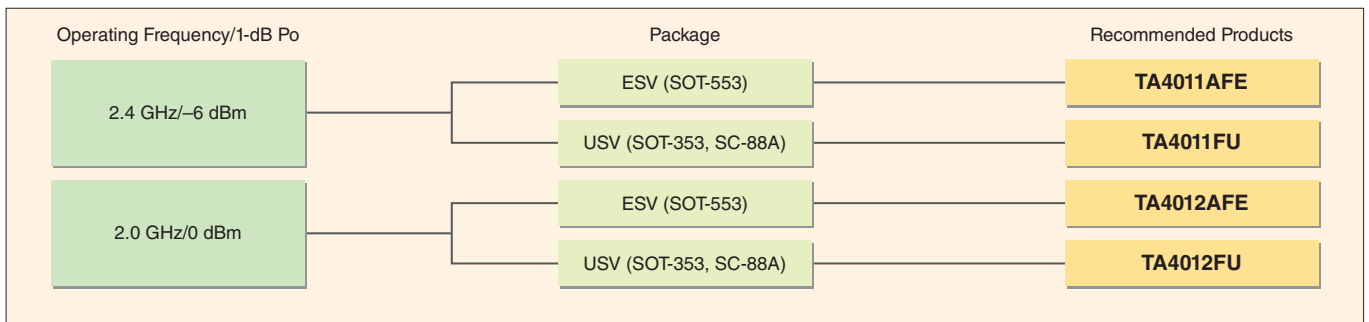 Operating Frequency/1-dB Po
Package
Recommended Products
2.4 GHz/–6 dBm
ESV (SOT-553)
TA4011AFE
USV (SOT-353, SC-88A)
TA4011FU
2.0 GHz/0 dBm
ESV (SOT-553)
TA4012AFE
USV (SOT-353, SC-88A)
TA4012FU